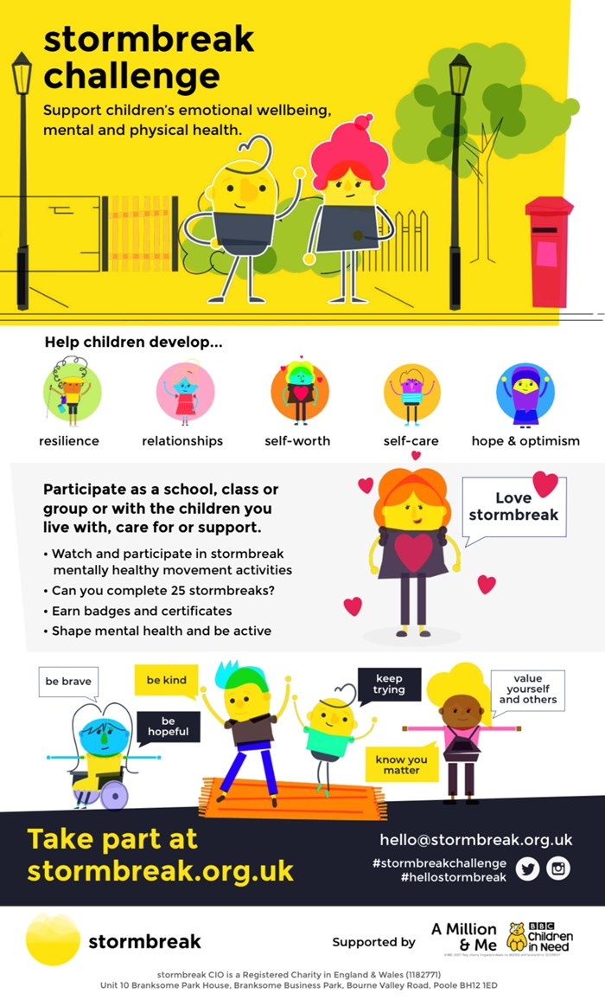 stormbreak
challenge
Support children's emotional wellbeing,
mental and physical health.
Help children develop...
resilience
relationships
self-worth
self-care
hope & optimism
Participate as a school, class or
group or with the children you
live with, care for or support.
• Watch and participate in stormbreak
mentally healthy movement activities
• Can you complete 25 stormbreaks?
• Earn badges and certificates
• Shape mental health and be active
Love
stormbreak
be brave
be kind
be
hopeful
keep
trying
know you
matter
value
yourself
and others
Take part at
stormbreak.org.uk
hello@stormbreak.org.uk
#stormbreakchallenge
#hellostormbreak
stormbreak
Supported by
A Million
& Me
BBC
Children
in Need
stormbreak CIO is a Registered Charity in England & Wales (1182771)
Unit 10 Branksome Park House, Branksome Business Park, Bourne Valley Road, Poole BH12 1ED